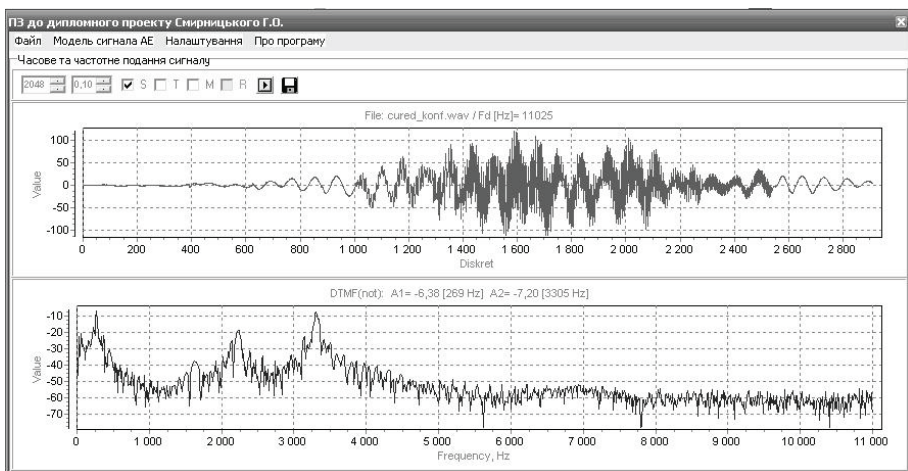 ПЗ до дипломного проекту Смирницького Г.О.
Файл Модель сигнала АЕ Налаштування Про програму
Часове та частотне подання сигналу
2048 0,10 S T M R
File: cured_konf.wav / Fd [Hz]= 11025
100
50
0
-50
-100
Value
0 200 400 600 800 1 000 1 200 1 400 1 600 1 800 2 000 2 200 2 400 2 600 2 800
Diskret
DTMF(not): A1= -6,38 [269 Hz] A2= -7,20 [3305 Hz]
-10
-20
-30
-40
-50
-60
-70
Value
0 1 000 2 000 3 000 4 000 5 000 6 000 7 000 8 000 9 000 10 000 11 000
Frequency, Hz